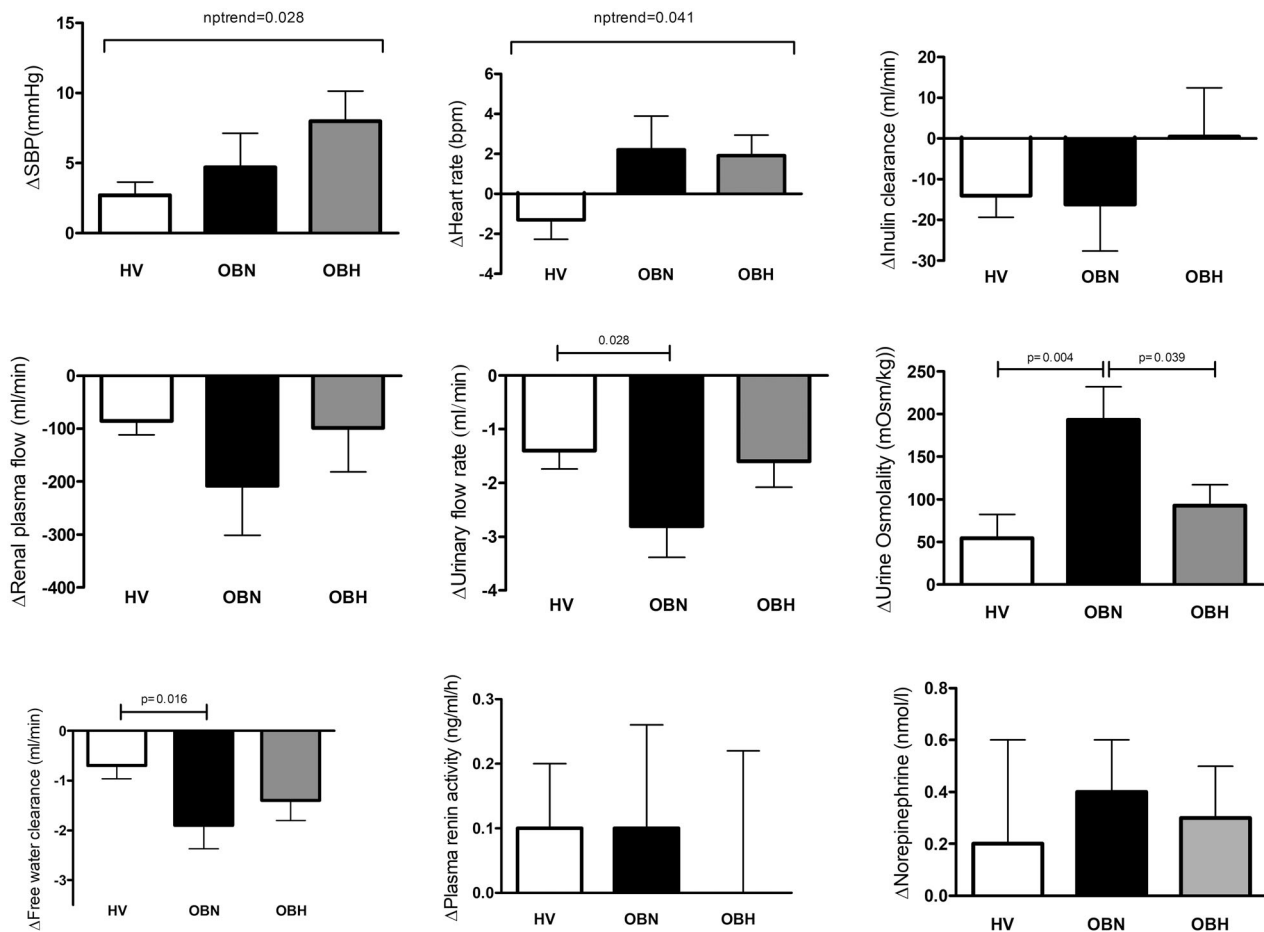 nptrend=0.028
ΔSBP(mmHg)
15
10
5
0
HV OBN OBH
nptrend=0.041
ΔHeart rate (bpm)
6
4
2
0
-2
-4
HV OBN OBH
ΔInulin clearance (ml/min)
20
10
0
-10
-20
-30
HV OBN OBH
ΔRenal plasma flow (ml/min)
0
-100
-200
-300
-400
HV OBN OBH
0.028
ΔUrinary flow rate (ml/min)
0
-1
-2
-3
-4
HV OBN OBH
p=0.004 p=0.039
ΔUrine Osmolality (mOsm/kg))
250
200
150
100
50
0
HV OBN OBH
p=0.016
ΔFree water clearance (ml/min)
0
-1
-2
-3
HV OBN OBH
ΔPlasma renin activity (ng/ml/h)
0.3
0.2
0.1
0.0
HV OBN OBH
ΔNorepinephrine (nmol/l)
0.8
0.6
0.4
0.2
0.0
HV OBN OBH